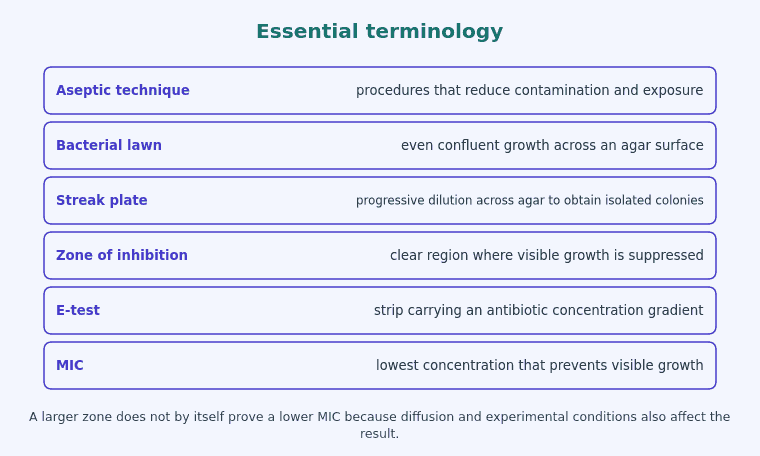 Essential terminology
Aseptic technique procedures that reduce contamination and exposure
Bacterial lawn even confluent growth across an agar surface
Streak plate progressive dilution across agar to obtain isolated colonies
Zone of inhibition clear region where visible growth is suppressed
E-test strip carrying an antibiotic concentration gradient
MIC lowest concentration that prevents visible growth
A larger zone does not by itself prove a lower MIC because diffusion and experimental conditions also affect the
result.